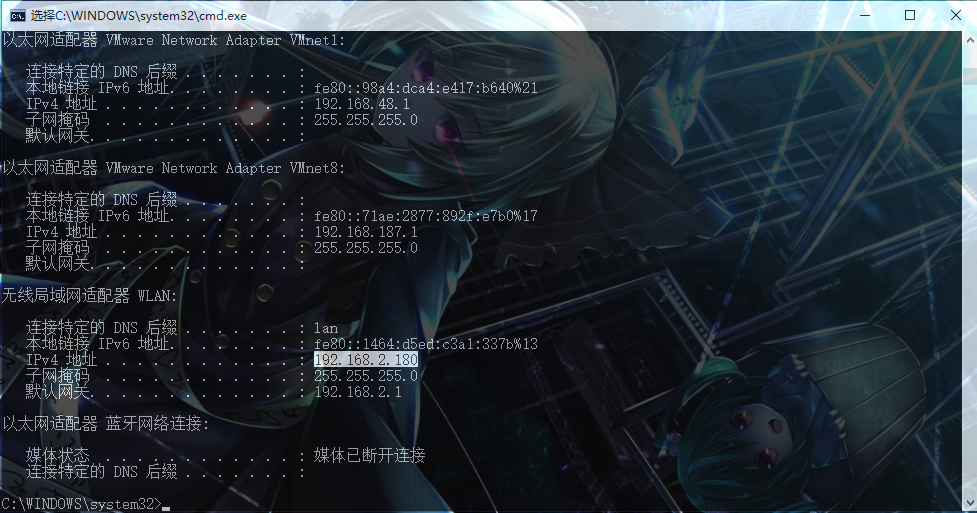 选择C:\WINDOWS\system32\cmd.exe
以太网适配器 VMware Network Adapter VMnet1:
连接特定的 DNS 后缀 . . . . . . . :
本地链接 IPv6 地址. . . . . . . . : fe80::98a4:dca4:e417:b640%21
IPv4 地址 . . . . . . . . . . . . : 192.168.48.1
子网掩码  . . . . . . . . . . . . : 255.255.255.0
默认网关. . . . . . . . . . . . . :
以太网适配器 VMware Network Adapter VMnet8:
连接特定的 DNS 后缀 . . . . . . . :
本地链接 IPv6 地址. . . . . . . . : fe80::71ae:2877:892f:e7b0%17
IPv4 地址 . . . . . . . . . . . . : 192.168.187.1
子网掩码  . . . . . . . . . . . . : 255.255.255.0
默认网关. . . . . . . . . . . . . :
无线局域网适配器 WLAN:
连接特定的 DNS 后缀 . . . . . . . : lan
本地链接 IPv6 地址. . . . . . . . : fe80::1464:d5ed:c3a1:337b%13
IPv4 地址 . . . . . . . . . . . . : 192.168.2.180
子网掩码  . . . . . . . . . . . . : 255.255.255.0
默认网关. . . . . . . . . . . . . : 192.168.2.1
以太网适配器 蓝牙网络连接:
媒体状态  . . . . . . . . . . . . : 媒体已断开连接
连接特定的 DNS 后缀 . . . . . . . :
C:\WINDOWS\system32>